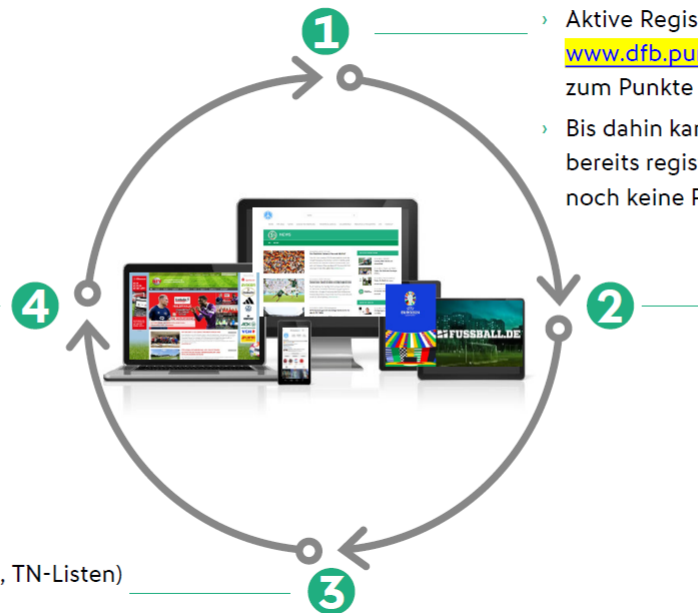 1
› Aktive Regis
www.dfb.pu
zum Punkte
› Bis dahin kar
bereits regis
noch keine P
4
2
NEWS
FUSSBALL.DE
, TN-Listen)
3